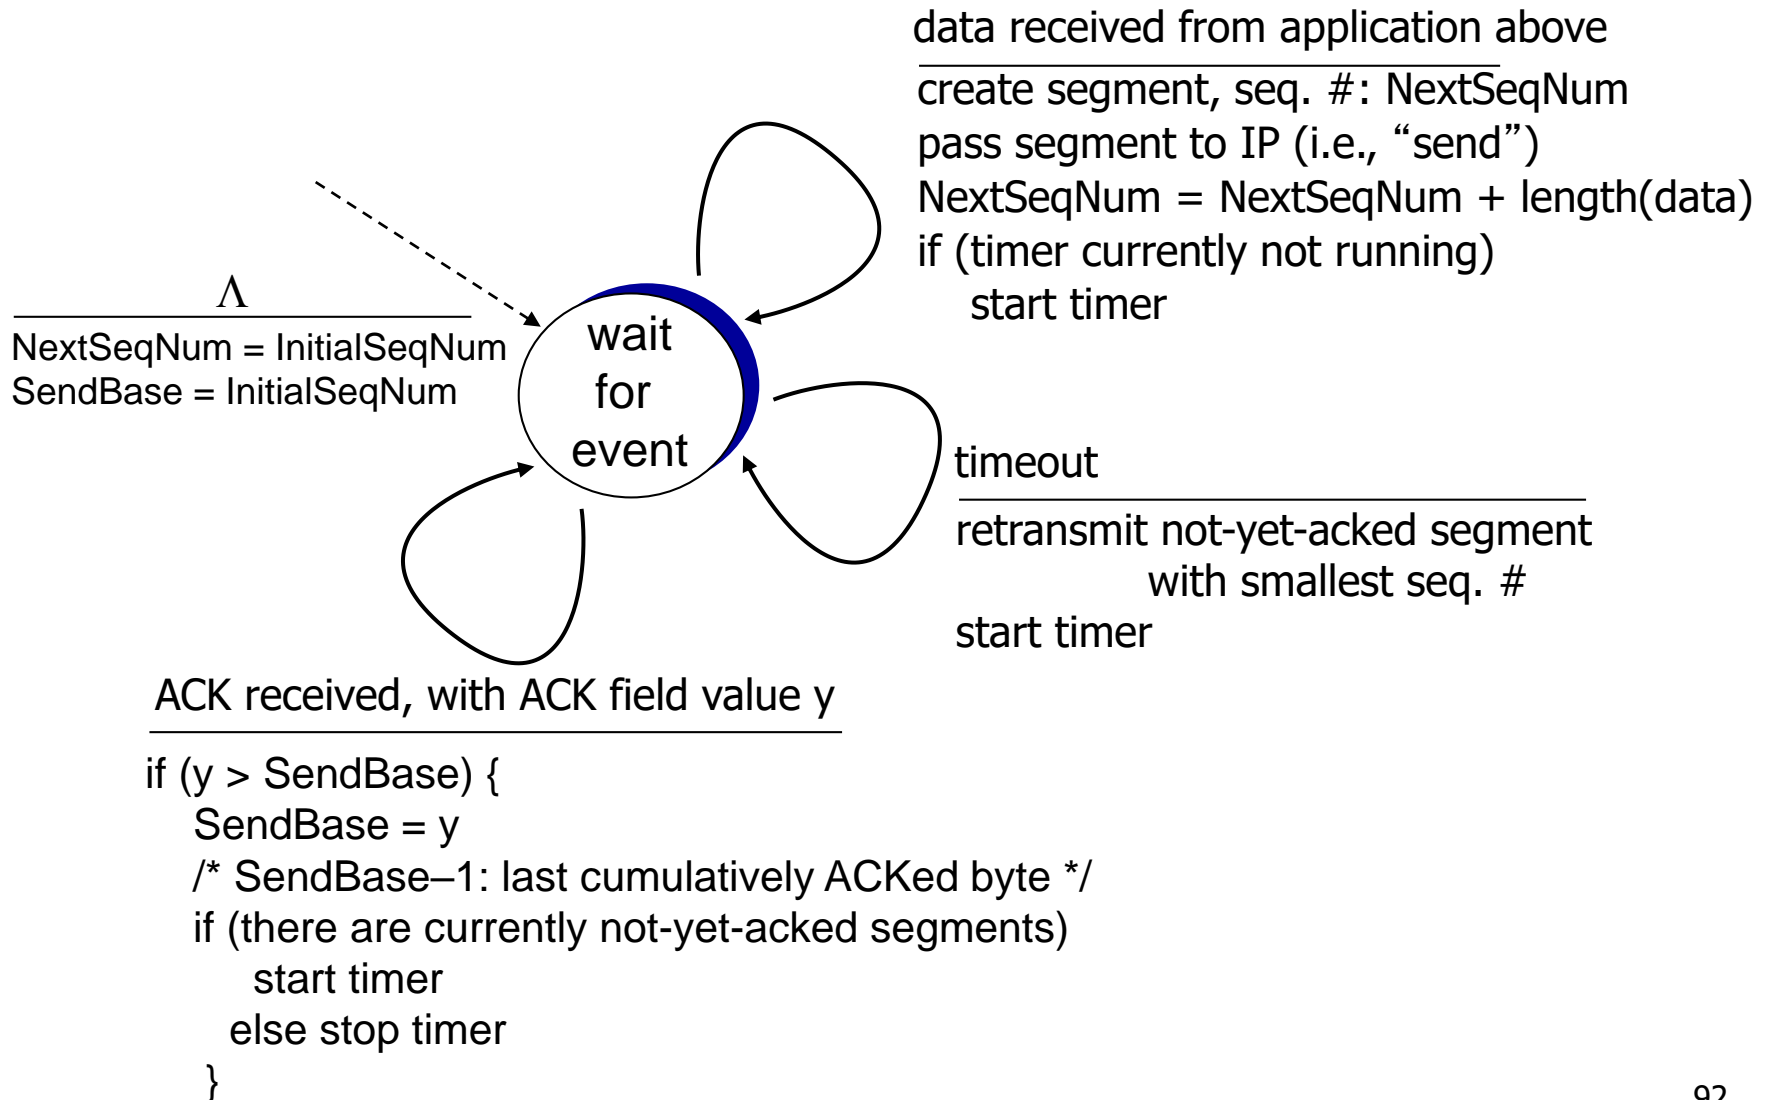 data received from application above
create segment, seq. #: NextSeqNum
pass segment to IP (i.e., “send”)
NextSeqNum = NextSeqNum + length(data)
if (timer currently not running)
start timer
Λ
NextSeqNum = InitialSeqNum
SendBase = InitialSeqNum
wait
for
event
timeout
retransmit not-yet-acked segment
with smallest seq. #
start timer
ACK received, with ACK field value y
if (y > SendBase) {
SendBase = y
/* SendBase–1: last cumulatively ACKed byte */
if (there are currently not-yet-acked segments)
start timer
else stop timer
}
92